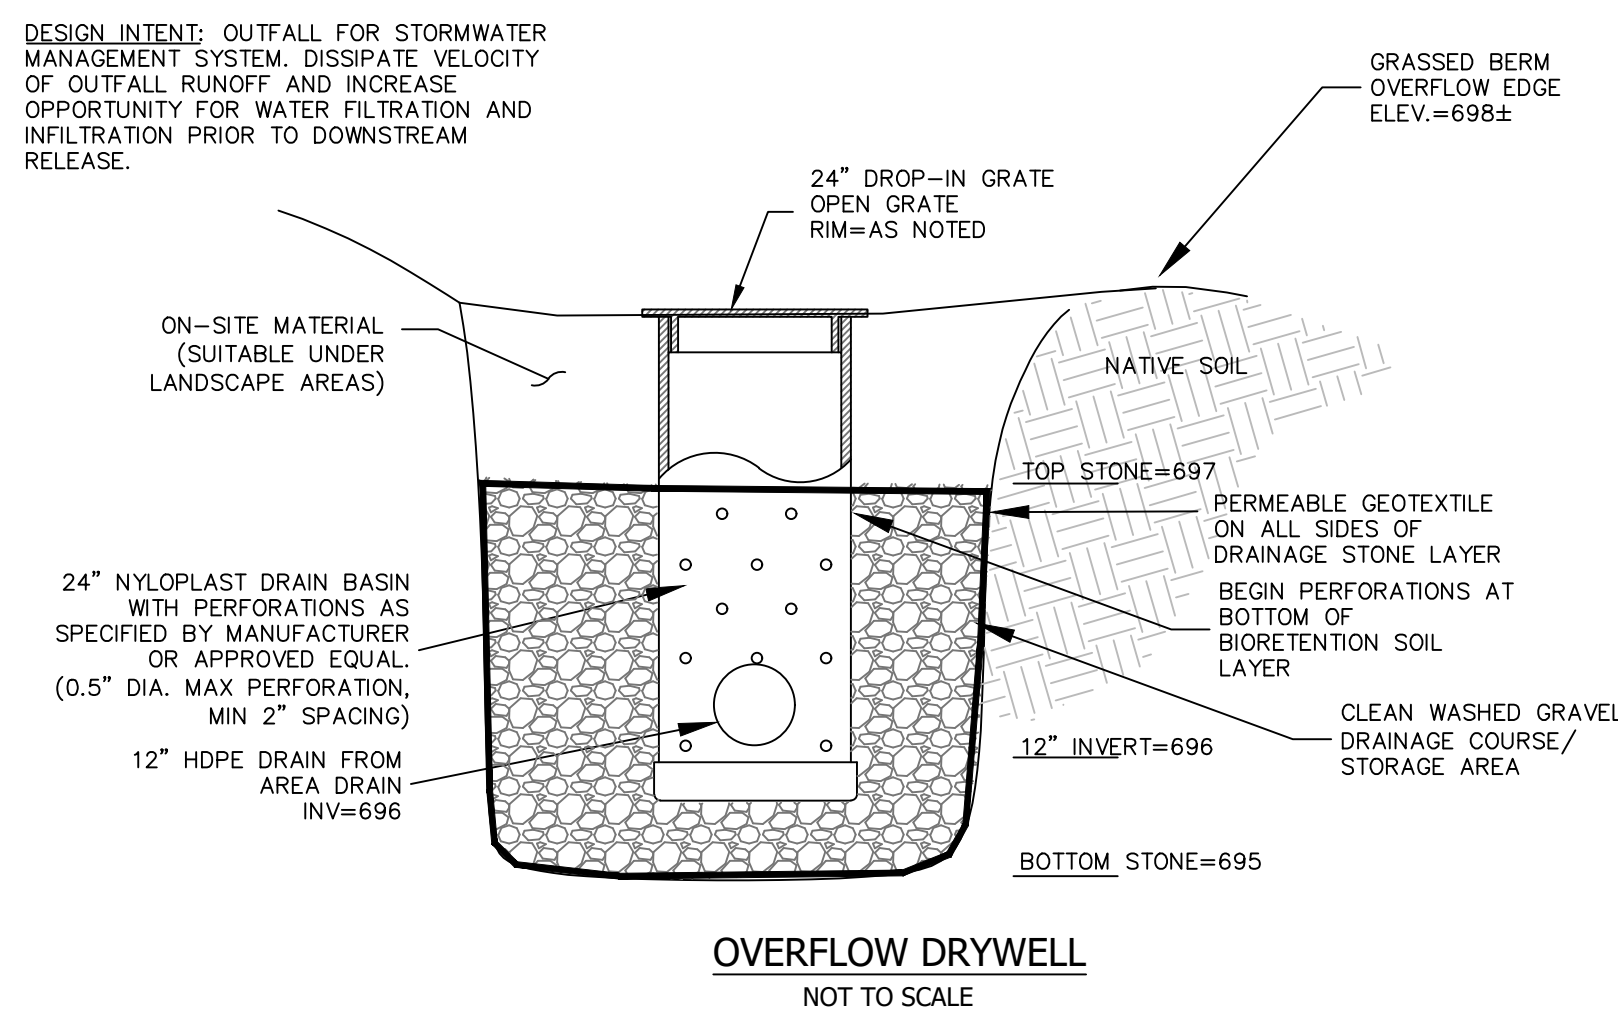 DESIGN INTENT: OUTFALL FOR STORMWATER
MANAGEMENT SYSTEM. DISSIPATE VELOCITY
OF OUTFALL RUNOFF AND INCREASE
OPPORTUNITY FOR WATER FILTRATION AND
INFILTRATION PRIOR TO DOWNSTREAM
RELEASE.
GRASSED BERM
OVERFLOW EDGE
ELEV.=698±
24" DROP-IN GRATE
OPEN GRATE
RIM=AS NOTED
ON-SITE MATERIAL
(SUITABLE UNDER
LANDSCAPE AREAS)
NATIVE SOIL
TOP STONE=697
PERMEABLE GEOTEXTILE
ON ALL SIDES OF
DRAINAGE STONE LAYER
24" NYLOPLAST DRAIN BASIN
WITH PERFORATIONS AS
SPECIFIED BY MANUFACTURER
OR APPROVED EQUAL.
(0.5" DIA. MAX PERFORATION,
MIN 2" SPACING)
BEGIN PERFORATIONS AT
BOTTOM OF
BIORETENTION SOIL
LAYER
CLEAN WASHED GRAVEL
DRAINAGE COURSE/
STORAGE AREA
12" HDPE DRAIN FROM
AREA DRAIN
INV=696
12" INVERT=696
BOTTOM STONE=695
OVERFLOW DRYWELL
NOT TO SCALE